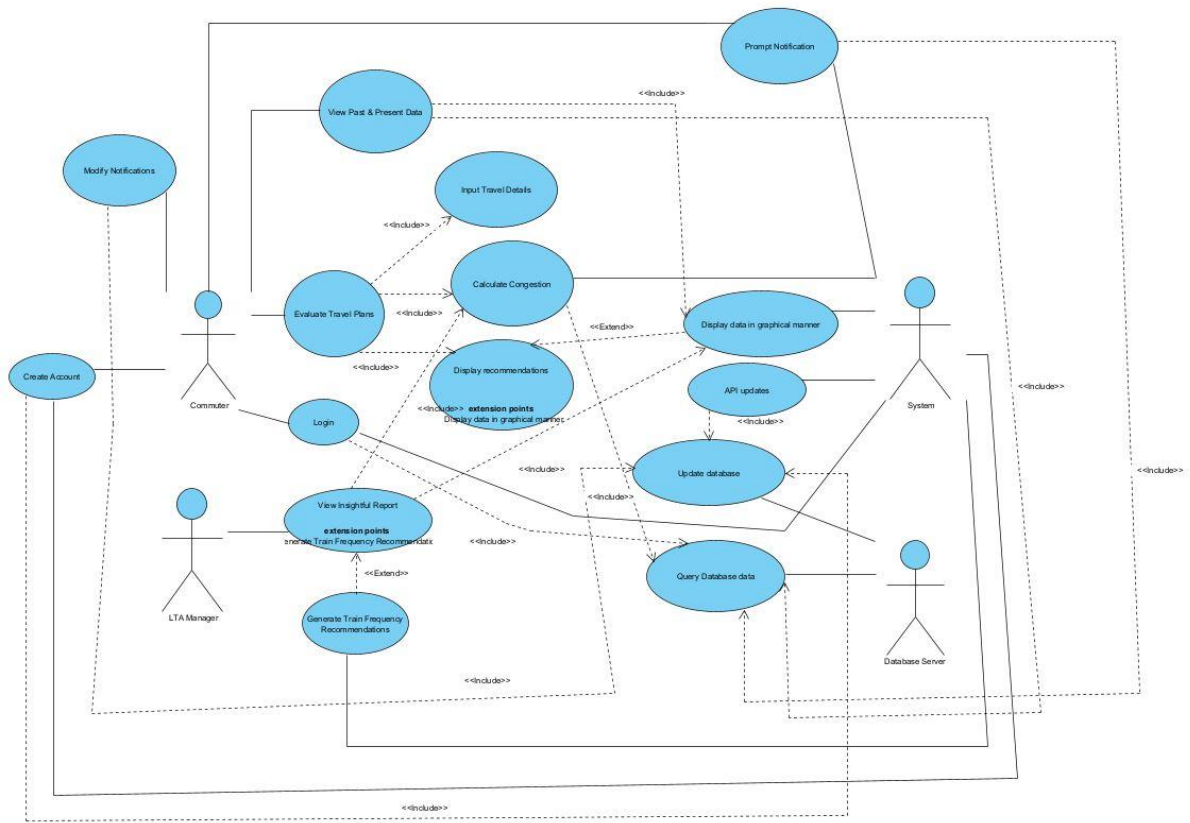 Prompt Notification
<<Include>>
View Past & Present Data
Modify Notifications
Input Travel Details
<<Include>>
Calculate Congestion
Evaluate Travel Plans
<<Include>>
<<Extend>>
Display data in graphical manner
<<Include>>
Display recommendations
extension points
Display data in graphical manner
Create Account
Commuter
<<Include>>
API updates
System
<<Include>>
Login
<<Include>>
<<Include>>
Update database
<<Include>>
<<Include>>
View Insightful Report
extension points
enerate Train Frequency Recommendatic
<<Include>>
<<Extend>>
Query Database data
LTA Manager
Generate Train Frequency
Recommendations
Database Server
<<Include>>
<<Include>>